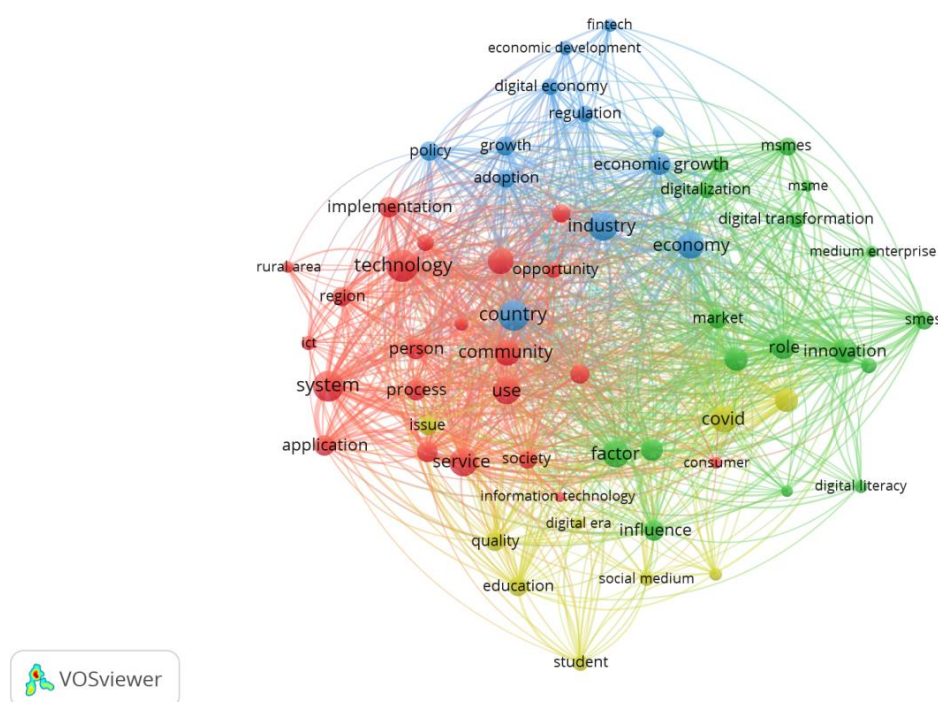 fintech
economic development
digital economy
regulation
policy
growth
msmes
economic growth
adoption
digitalization
msme
implementation
digital transformation
industry
economy
medium enterprise
rural area
technology
opportunity
region
country
market
smes
ict
person
community
role
innovation
system
process
use
issue
covid
application
service
society
factor
consumer
information technology
digital literacy
digital era
influence
quality
education
social medium
student
VOSviewer